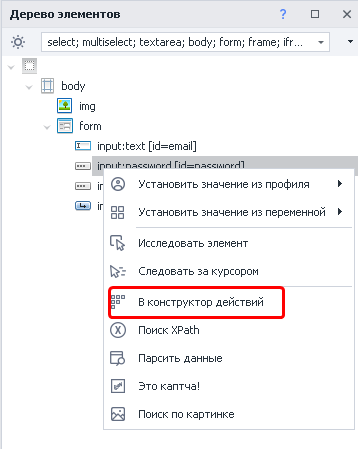 Дерево элементов
select; multiselect; textarea; body; form; frame; ifr
body
img
form
input:text [id=email]
input:password [id=password]
Установить значение из профиля
Установить значение из переменной
Исследовать элемент
Следовать за курсором
В конструктор действий
Поиск XPath
Парсить данные
Это каптча!
Поиск по картинке